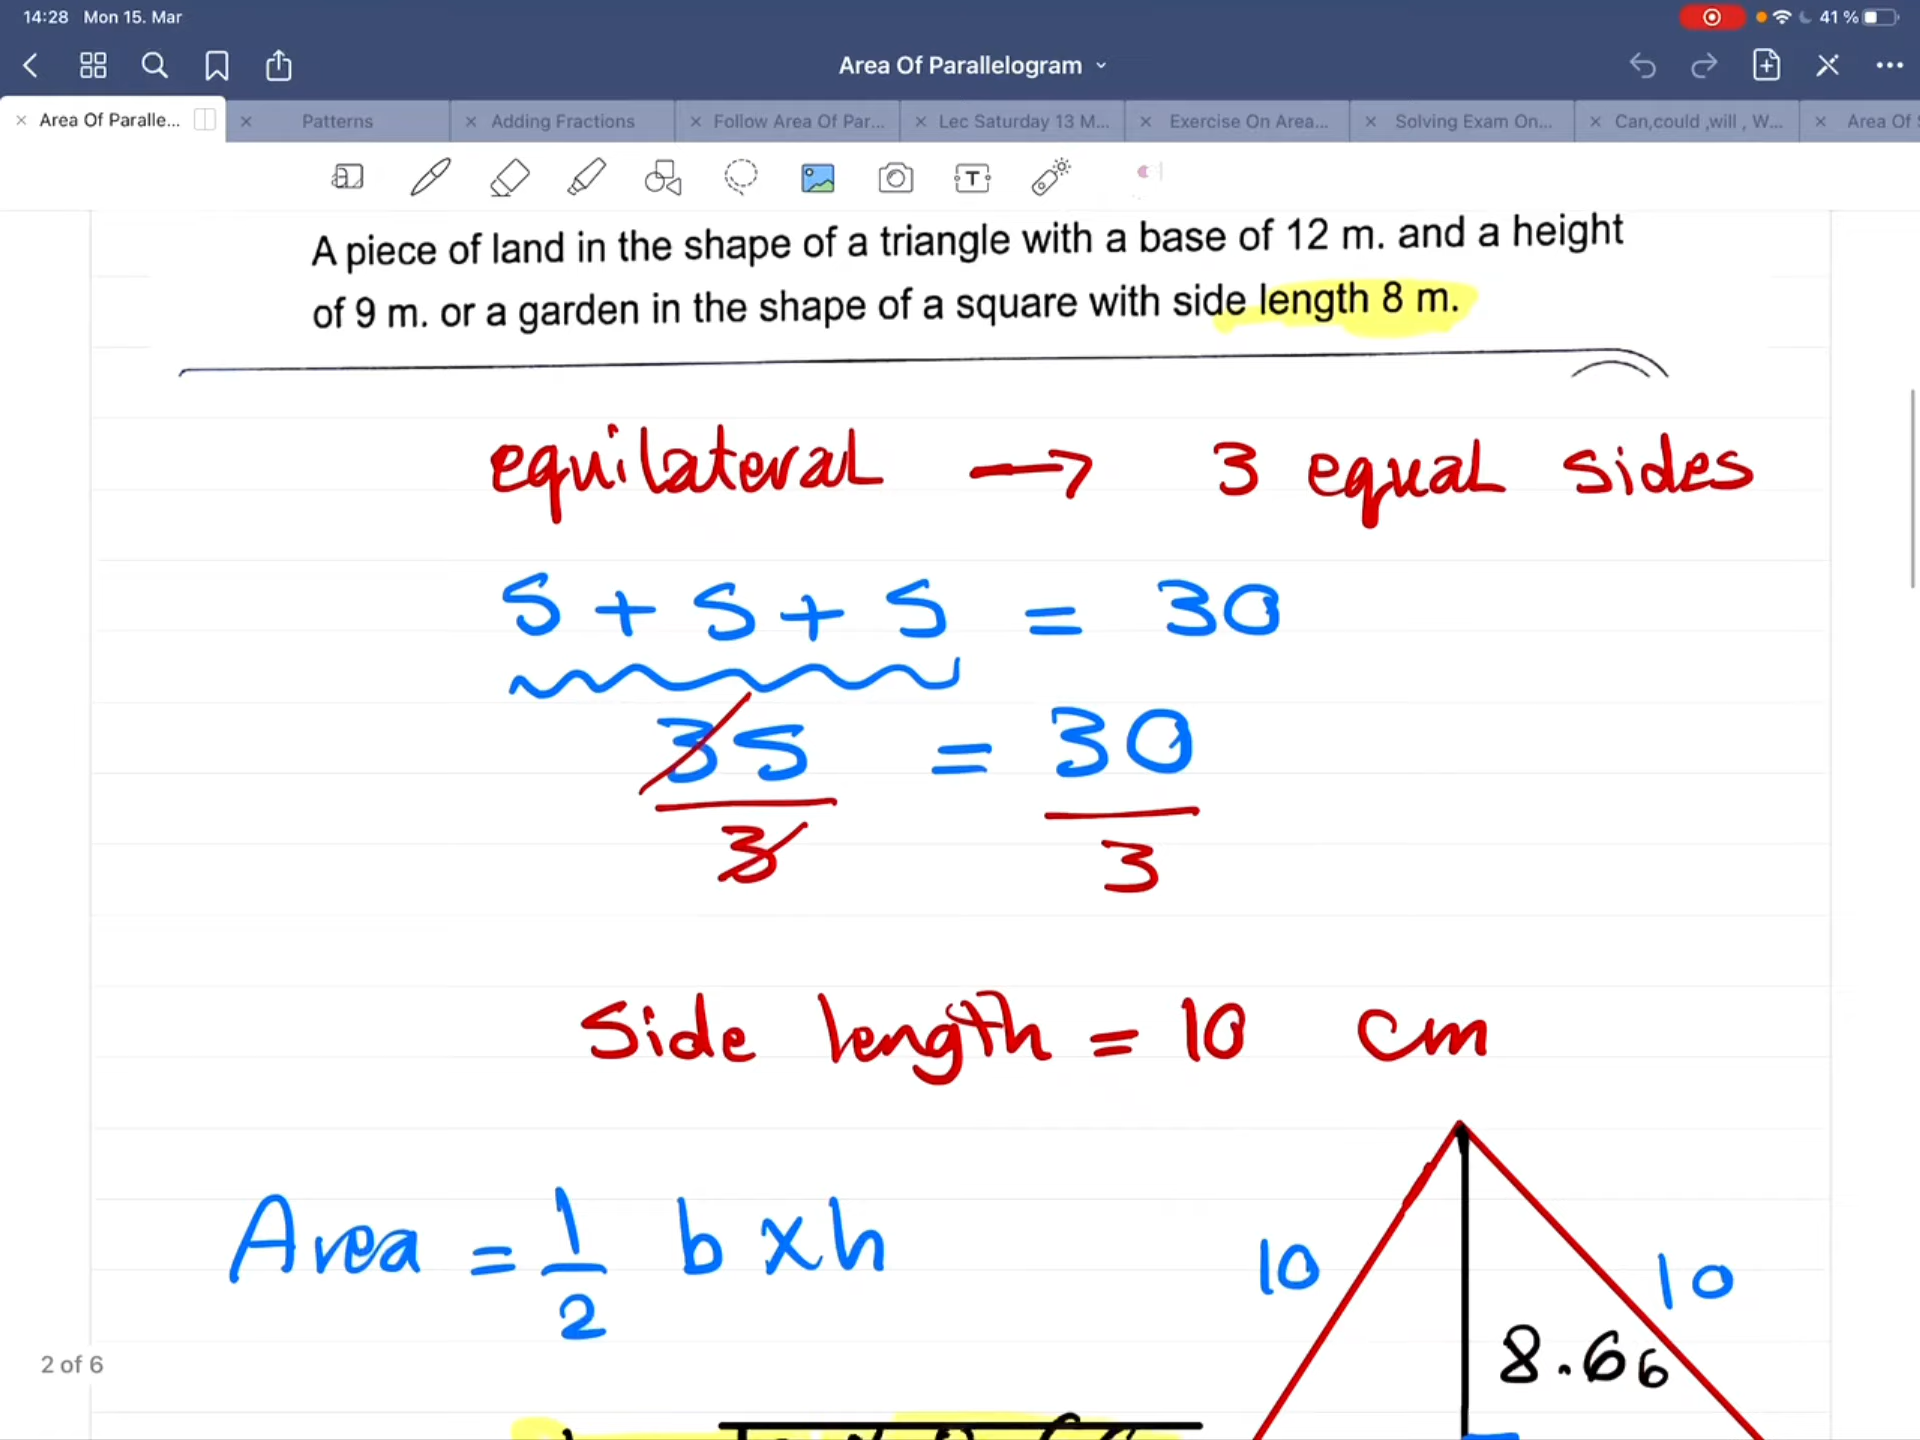 14:28 Mon 15. Mar 41 %
Area Of Parallelogram
Area Of Paralle... Patterns Adding Fractions Follow Area Of Par... Lec Saturday 13 M... Exercise On Area... Solving Exam On... Can,could ,will , W... Area Of
A piece of land in the shape of a triangle with a base of 12 m. and a height
of 9 m. or a garden in the shape of a square with side length 8 m.
equilateral → 3 equal sides
S + S + S = 30
3S = 30
3 3
Side length = 10 cm
Area = 1/2 b x h
10 10
8.66
2 of 6